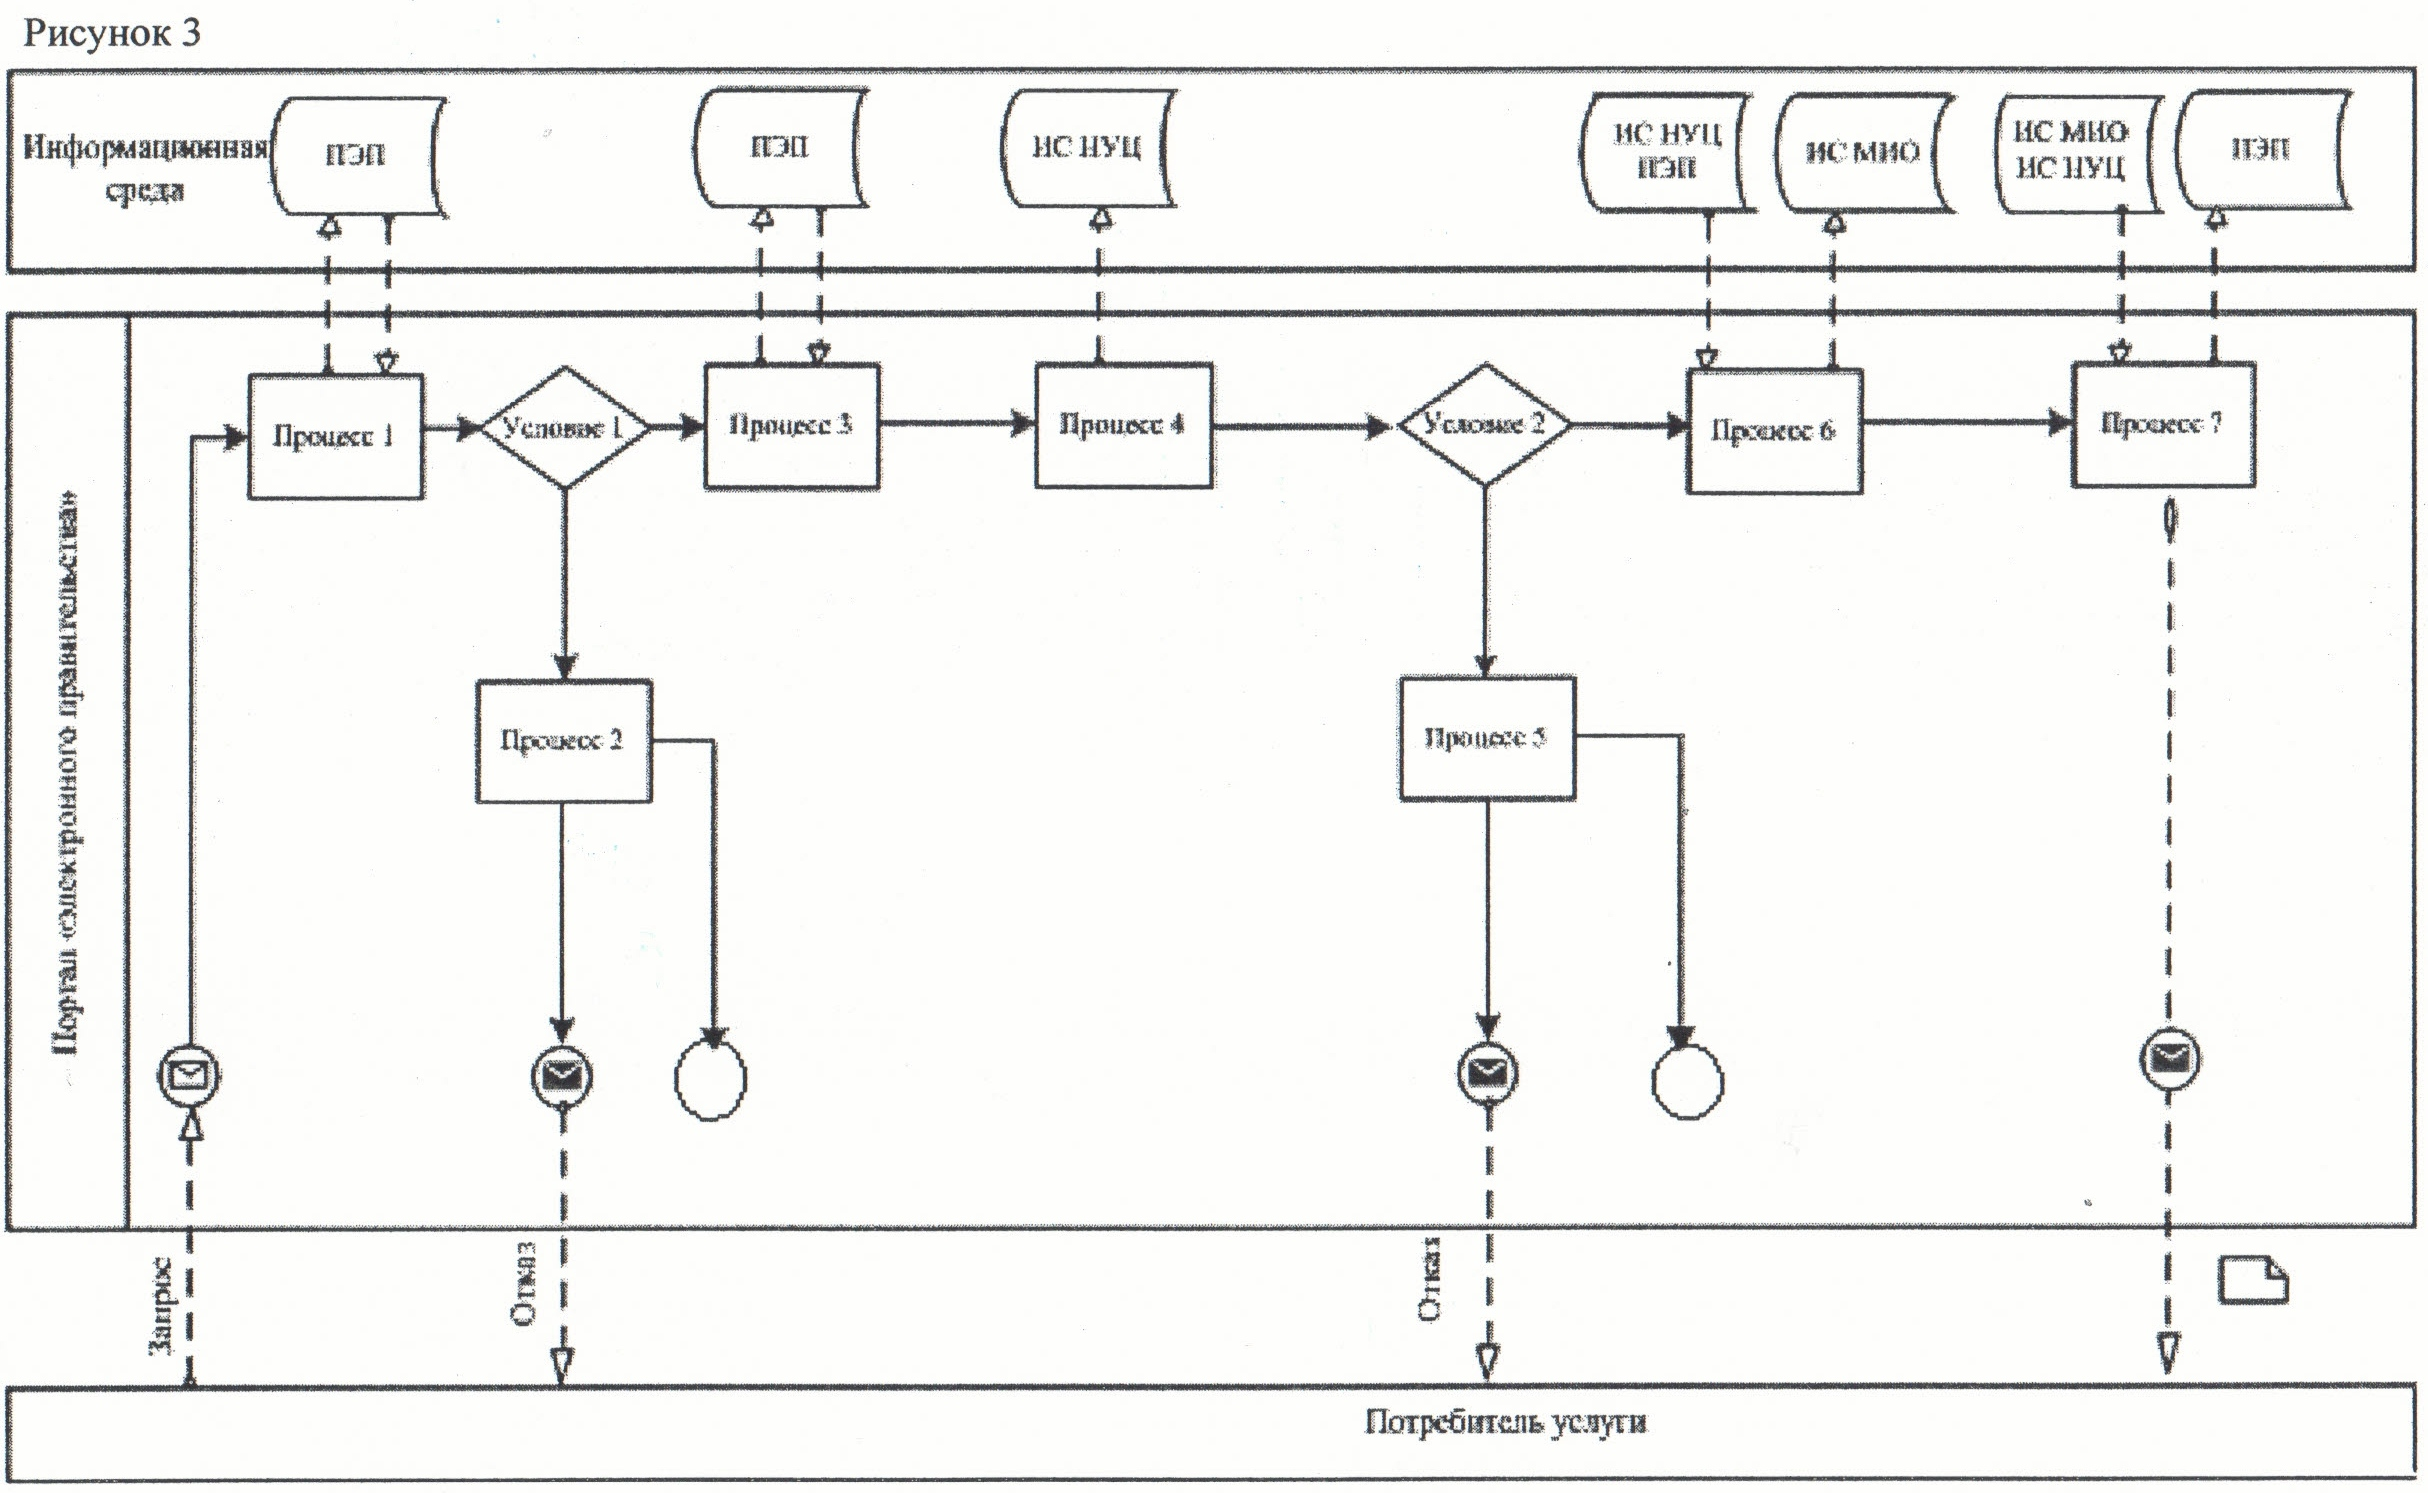 Рисунок 3
Информационная
среда
ПЭП
ПЭП
ИС НУЦ
ИС НУЦ
ПЭП
ИС МИО
ИС МИО
ИС НУЦ
ПЭП
Портал «электронного правительства»
Процесс 1
Условие 1
Процесс 3
Процесс 4
Условие 2
Процесс 6
Процесс 7
Процесс 2
Процесс 5
Запрос
Отказ
Отказ
Потребитель услуги